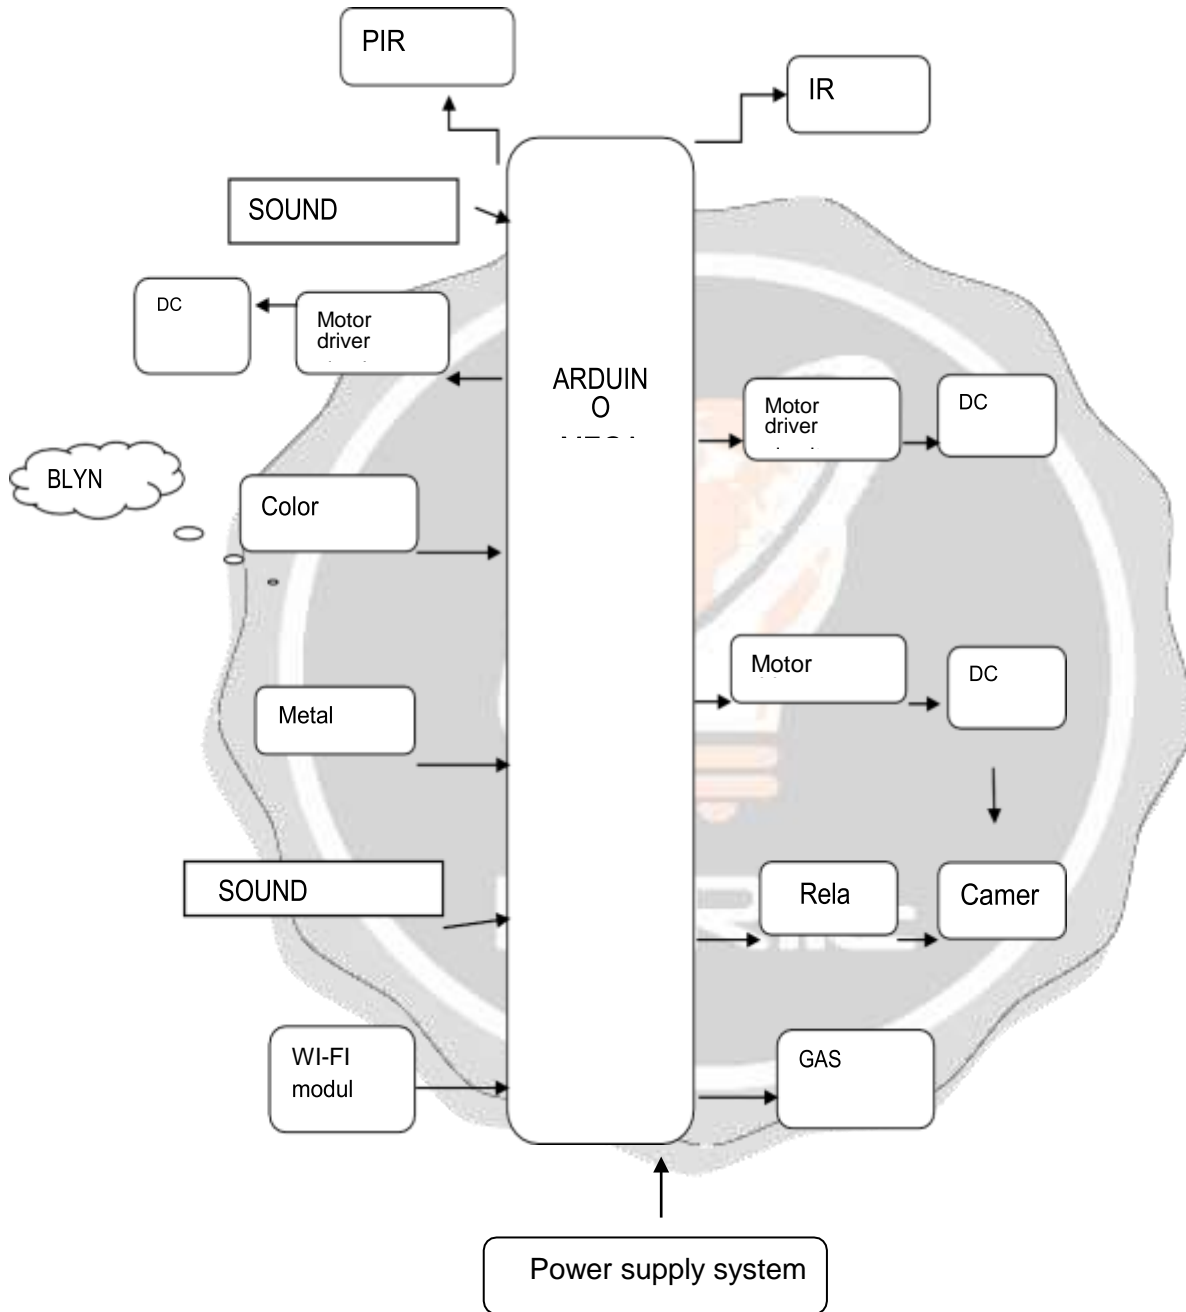 PIR
IR
SOUND
DC
Motor
driver
ARDUIN
O
Motor
driver
DC
BLYN
Color
Motor
DC
Metal
SOUND
Rela
Camer
WI-FI
modul
GAS
Power supply system